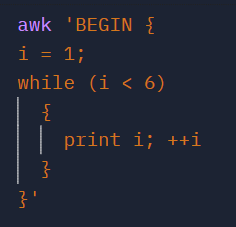 awk 'BEGIN {
i = 1;
while (i < 6)
  {
    print i; ++i
  }
}'